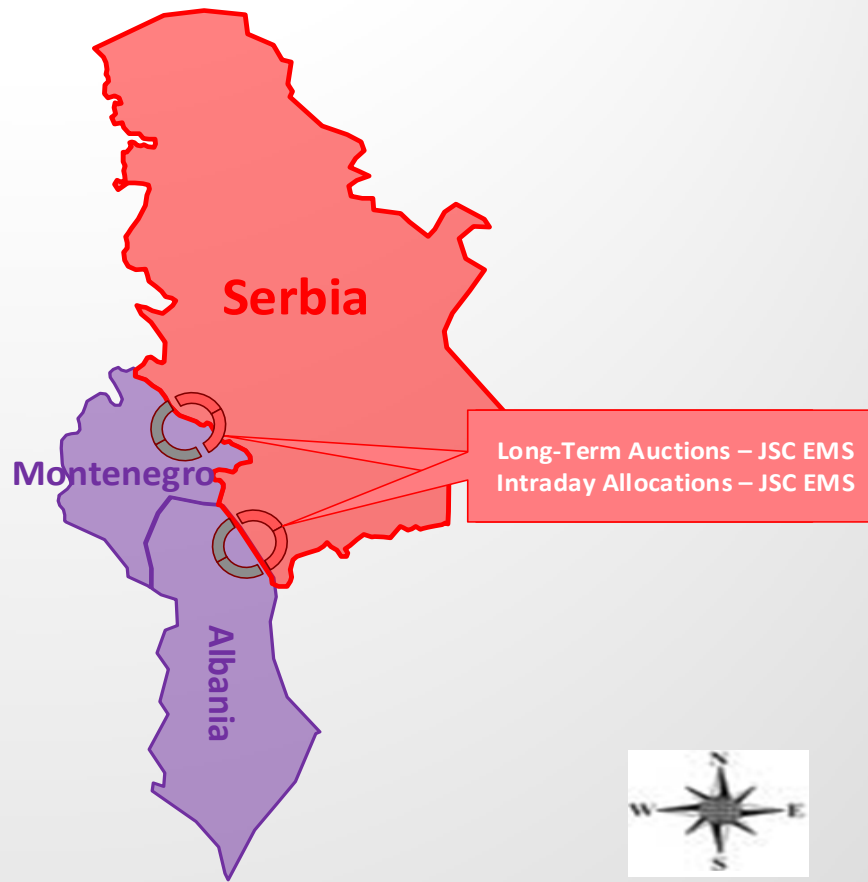 Serbia
Montenegro
Long-Term Auctions – JSC EMS
Intraday Allocations – JSC EMS
Albania
N
W E
S